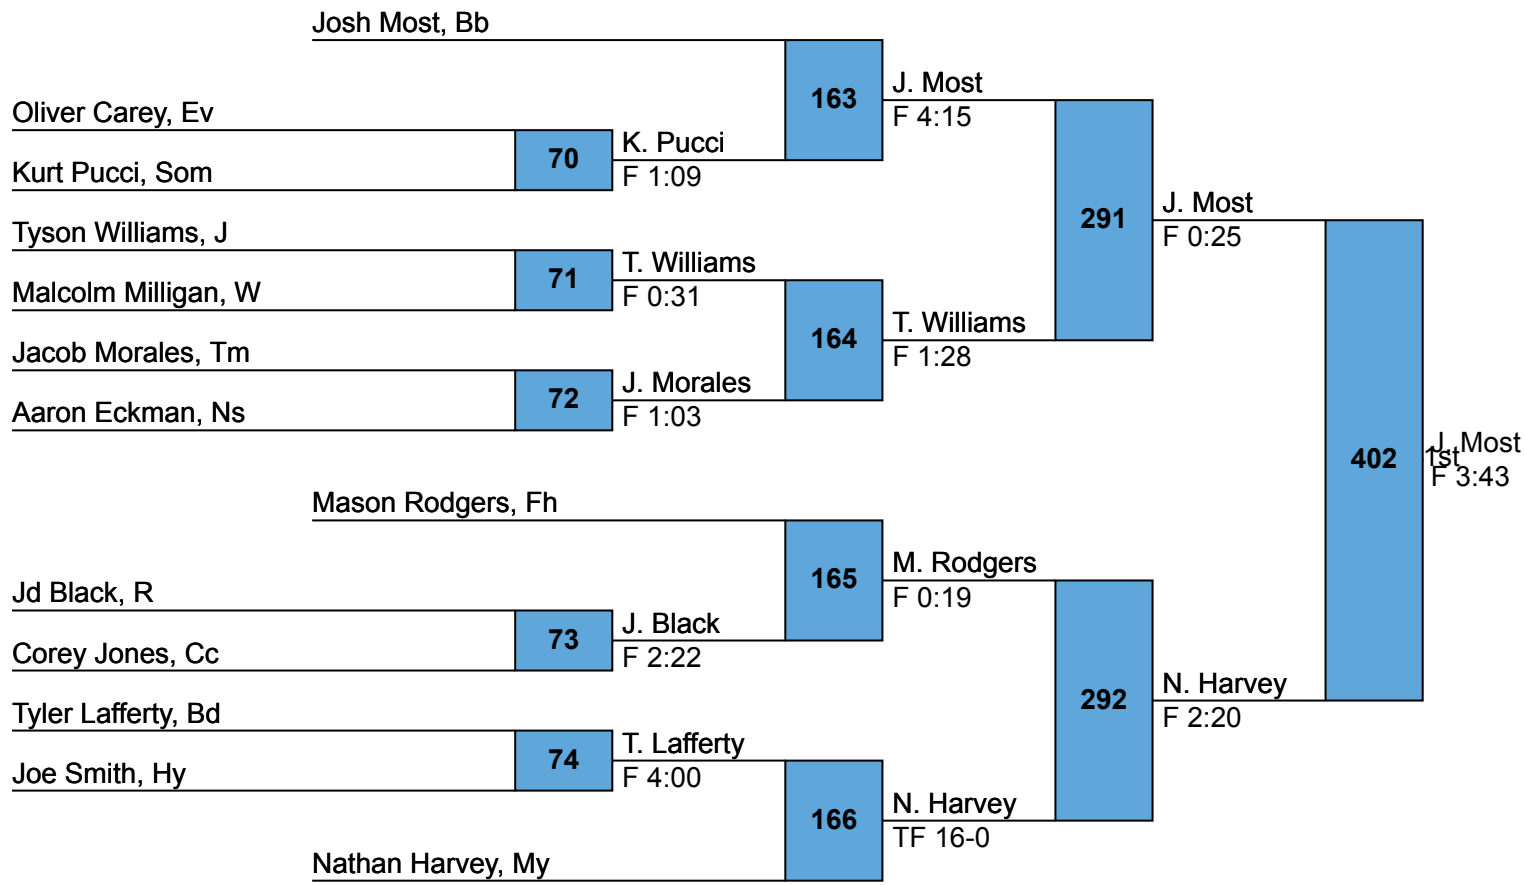 Josh Most, Bb
163
J. Most
F 4:15
Oliver Carey, Ev
70
K. Pucci
F 1:09
Kurt Pucci, Som
291
J. Most
F 0:25
Tyson Williams, J
71
T. Williams
F 0:31
Malcolm Milligan, W
164
T. Williams
F 1:28
Jacob Morales, Tm
72
J. Morales
F 1:03
Aaron Eckman, Ns
402
1st
J. Most
F 3:43
Mason Rodgers, Fh
165
M. Rodgers
F 0:19
Jd Black, R
73
J. Black
F 2:22
Corey Jones, Cc
292
N. Harvey
F 2:20
Tyler Lafferty, Bd
74
T. Lafferty
F 4:00
Joe Smith, Hy
166
N. Harvey
TF 16-0
Nathan Harvey, My